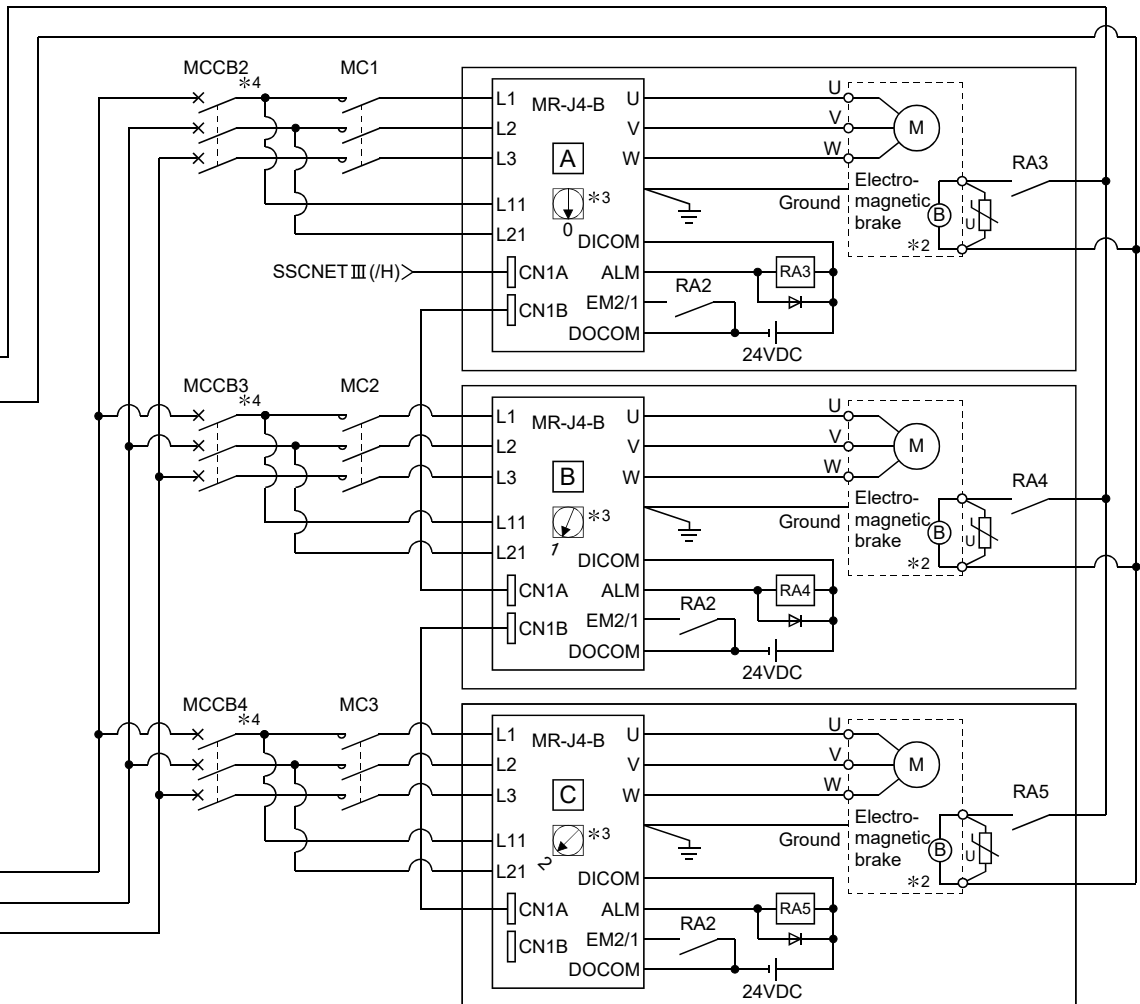 MCCB2
*4
MC1
L1
MR-J4-B
U
U
L2
V
V
M
L3
A
W
W
RA3
Electro-
magnetic
brake
B
U
*3
L11
Ground
0
L21
DICOM
*2
SSCNETⅢ(/H)
CN1A
ALM
RA3
RA2
CN1B
EM2/1
DOCOM
24VDC
MCCB3
*4
MC2
L1
MR-J4-B
U
U
L2
V
V
M
L3
B
W
W
RA4
Electro-
magnetic
brake
B
U
*3
L11
Ground
1
L21
DICOM
*2
CN1A
ALM
RA4
RA2
CN1B
EM2/1
DOCOM
24VDC
MCCB4
*4
MC3
L1
MR-J4-B
U
U
L2
V
V
M
L3
C
W
W
RA5
Electro-
magnetic
brake
B
U
*3
L11
Ground
2
L21
DICOM
*2
CN1A
ALM
RA5
RA2
CN1B
EM2/1
DOCOM
24VDC